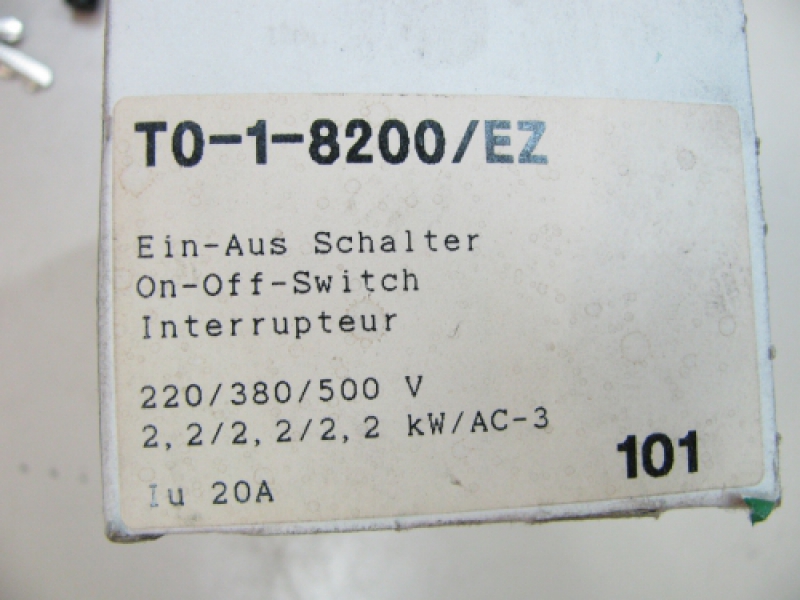 T0-1-8200/EZ
Ein-Aus Schalter
On-Off-Switch
Interrupteur
220/380/500 V
2,2/2,2/2,2 kW/AC-3
101
Iu 20A